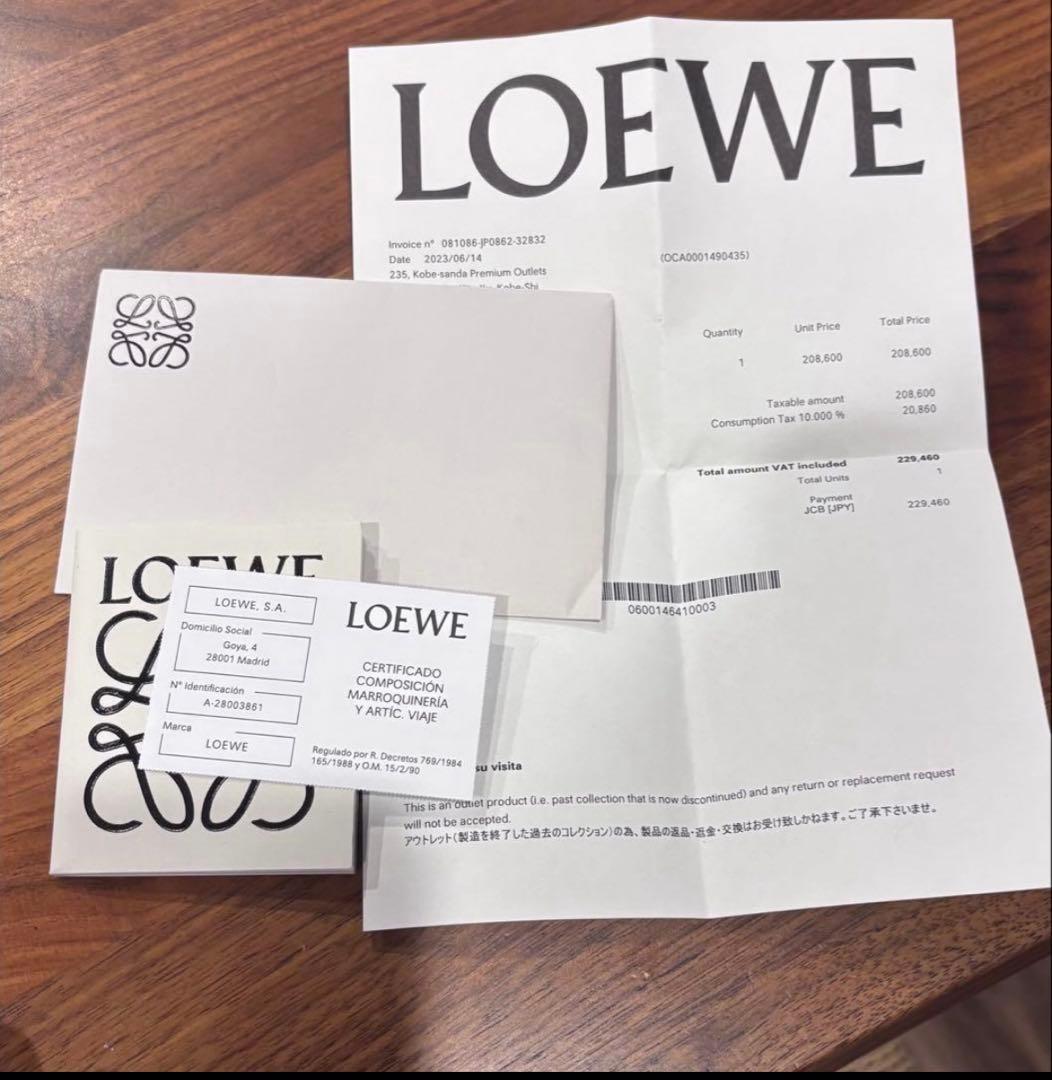 LOEWE
Invoice nº 081086-JP0862-32832
Date 2023/06/14
(OCA0001490435)
235, Kobe-sanda Premium Outlets
Kobe-Shi
Quantity Unit Price Total Price
1 208,600 208,600
Taxable amount 208,600
Consumption Tax 10.000 % 20,860
Total amount VAT included 229,460
Total Units 1
Payment
JCB [JPY] 229,460
0600146410003
su visita
This is an outlet product (i.e. past collection that is now discontinued) and any return or replacement request
will not be accepted.
アウトレット(製造を終了した過去のコレクション)の為、製品の返品・返金・交換はお受け致しかねます。ご了承下さいませ。
LOEWE
LOEWE, S.A.
Domicilio Social
Goya, 4
28001 Madrid
Nº Identificación
A-28003861
Marca
LOEWE
LOEWE
CERTIFICADO
COMPOSICIÓN
MARROQUINERÍA
Y ARTÍC. VIAJE
Regulado por R. Decretos 769/1984
165/1988 y O.M. 15/2/90